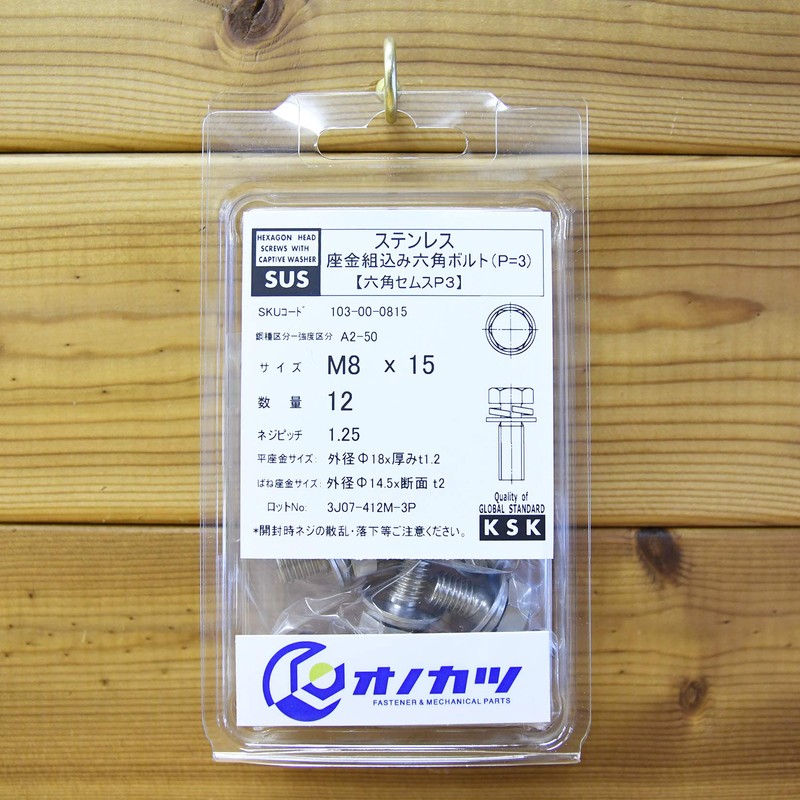 HEXAGON HEAD
SCREWS WITH
CAPTIVE WASHER
SUS
ステンレス
座金組込み六角ボルト(P=3)
【六角セムスP3】
SKUコード 103-00-0815
鋼種区分ー強度区分 A2-50
サイズ M8 x 15
数量 12
ネジピッチ 1.25
平座金サイズ: 外径Φ18x厚みt1.2
ばね座金サイズ: 外径Φ14.5x断面 t2
ロットNo: 3J07-412M-3P
*開封時ネジの散乱・落下等ご注意ください。
Quality of
GLOBAL STANDARD
KSK
オノカツ
FASTENER & MECHANICAL PARTS